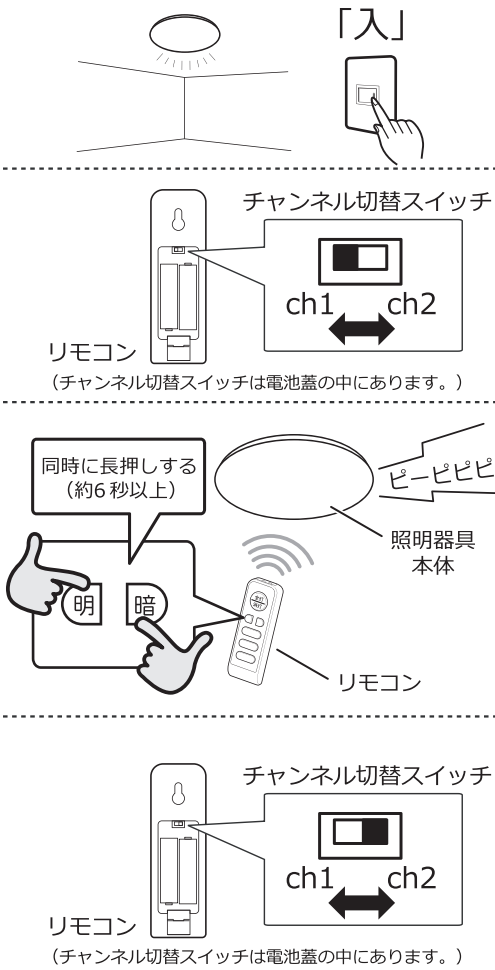 「入」
チャンネル切替スイッチ
ch1
ch2
リモコン
（チャンネル切替スイッチは電池蓋の中にあります。）
同時に長押しする
（約6秒以上）
ピーピピピ
明
暗
照明器具
本体
リモコン
チャンネル切替スイッチ
ch1
ch2
リモコン
（チャンネル切替スイッチは電池蓋の中にあります。）